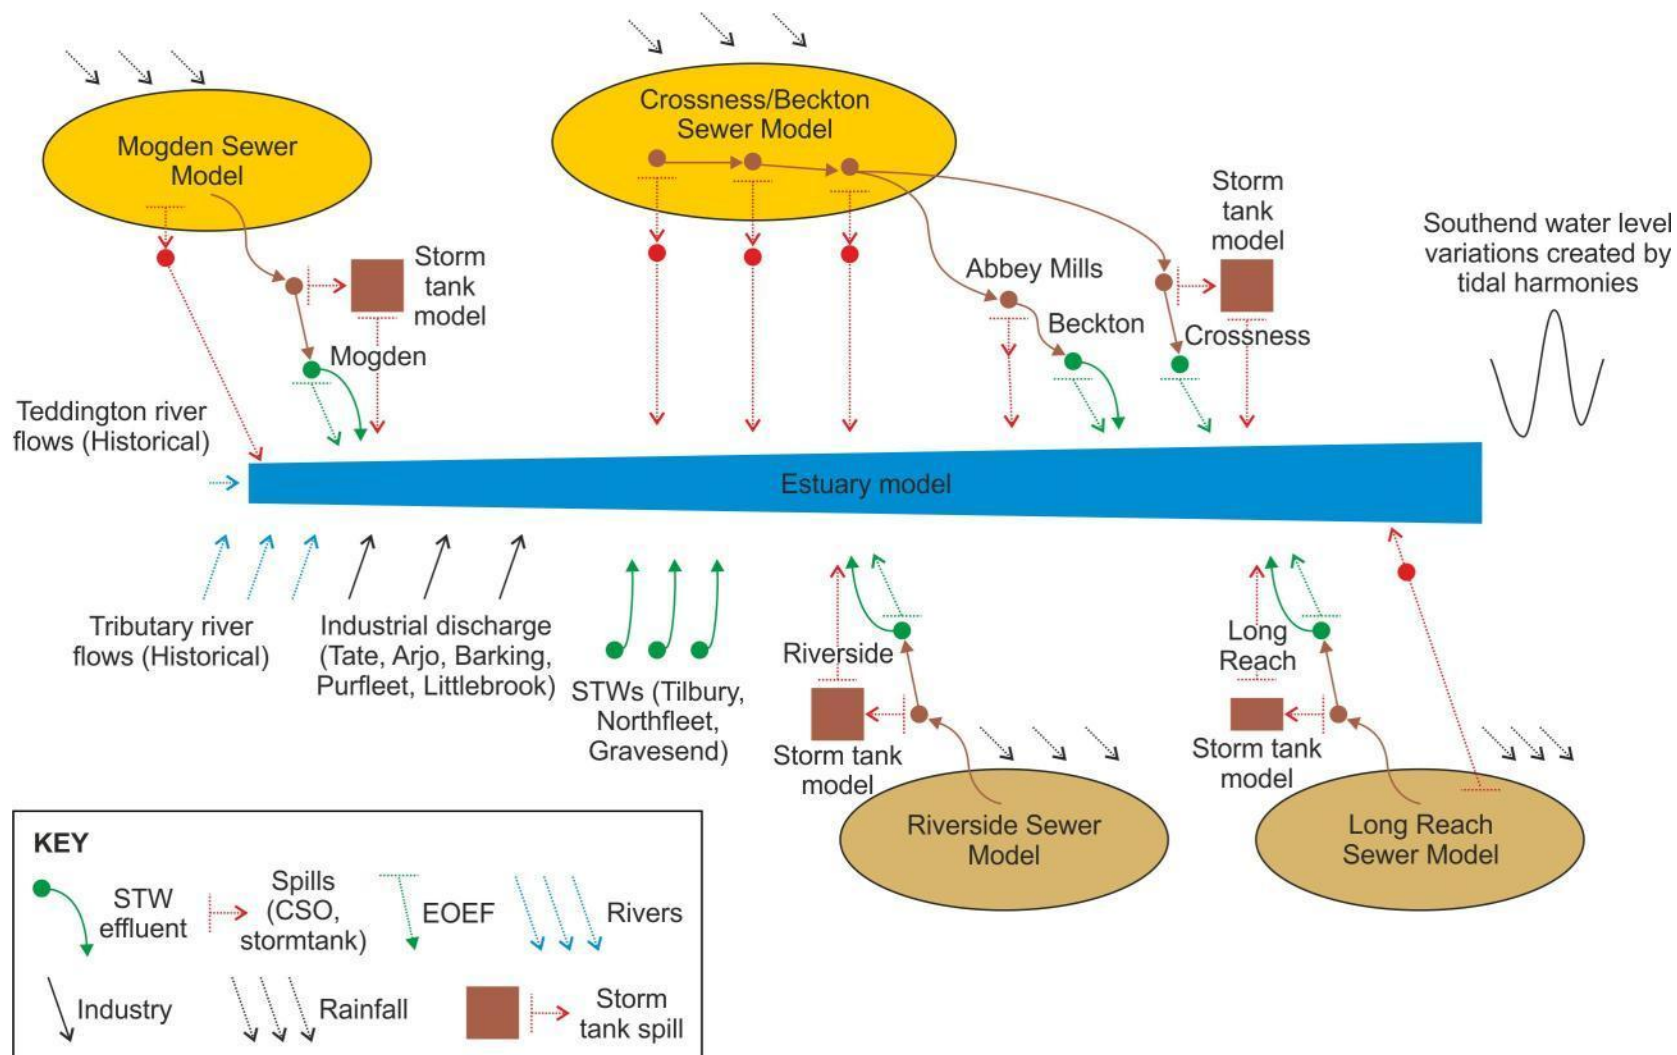 Mogden Sewer
Model
Crossness/Beckton
Sewer Model
Storm
tank
model
Southend water level
variations created by
tidal harmonies
Storm
tank
model
Abbey Mills
Beckton
Crossness
Mogden
Teddington river
flows (Historical)
Estuary model
Tributary river
flows (Historical)
Industrial discharge
(Tate, Arjo, Barking,
Purfleet, Littlebrook)
STWs (Tilbury,
Northfleet,
Gravesend)
Riverside
Storm tank
model
Long
Reach
Storm tank
model
Riverside Sewer
Model
Long Reach
Sewer Model
KEY
STW
effluent
Spills
(CSO,
stormtank)
EOEF
Rivers
Industry
Rainfall
Storm
tank spill